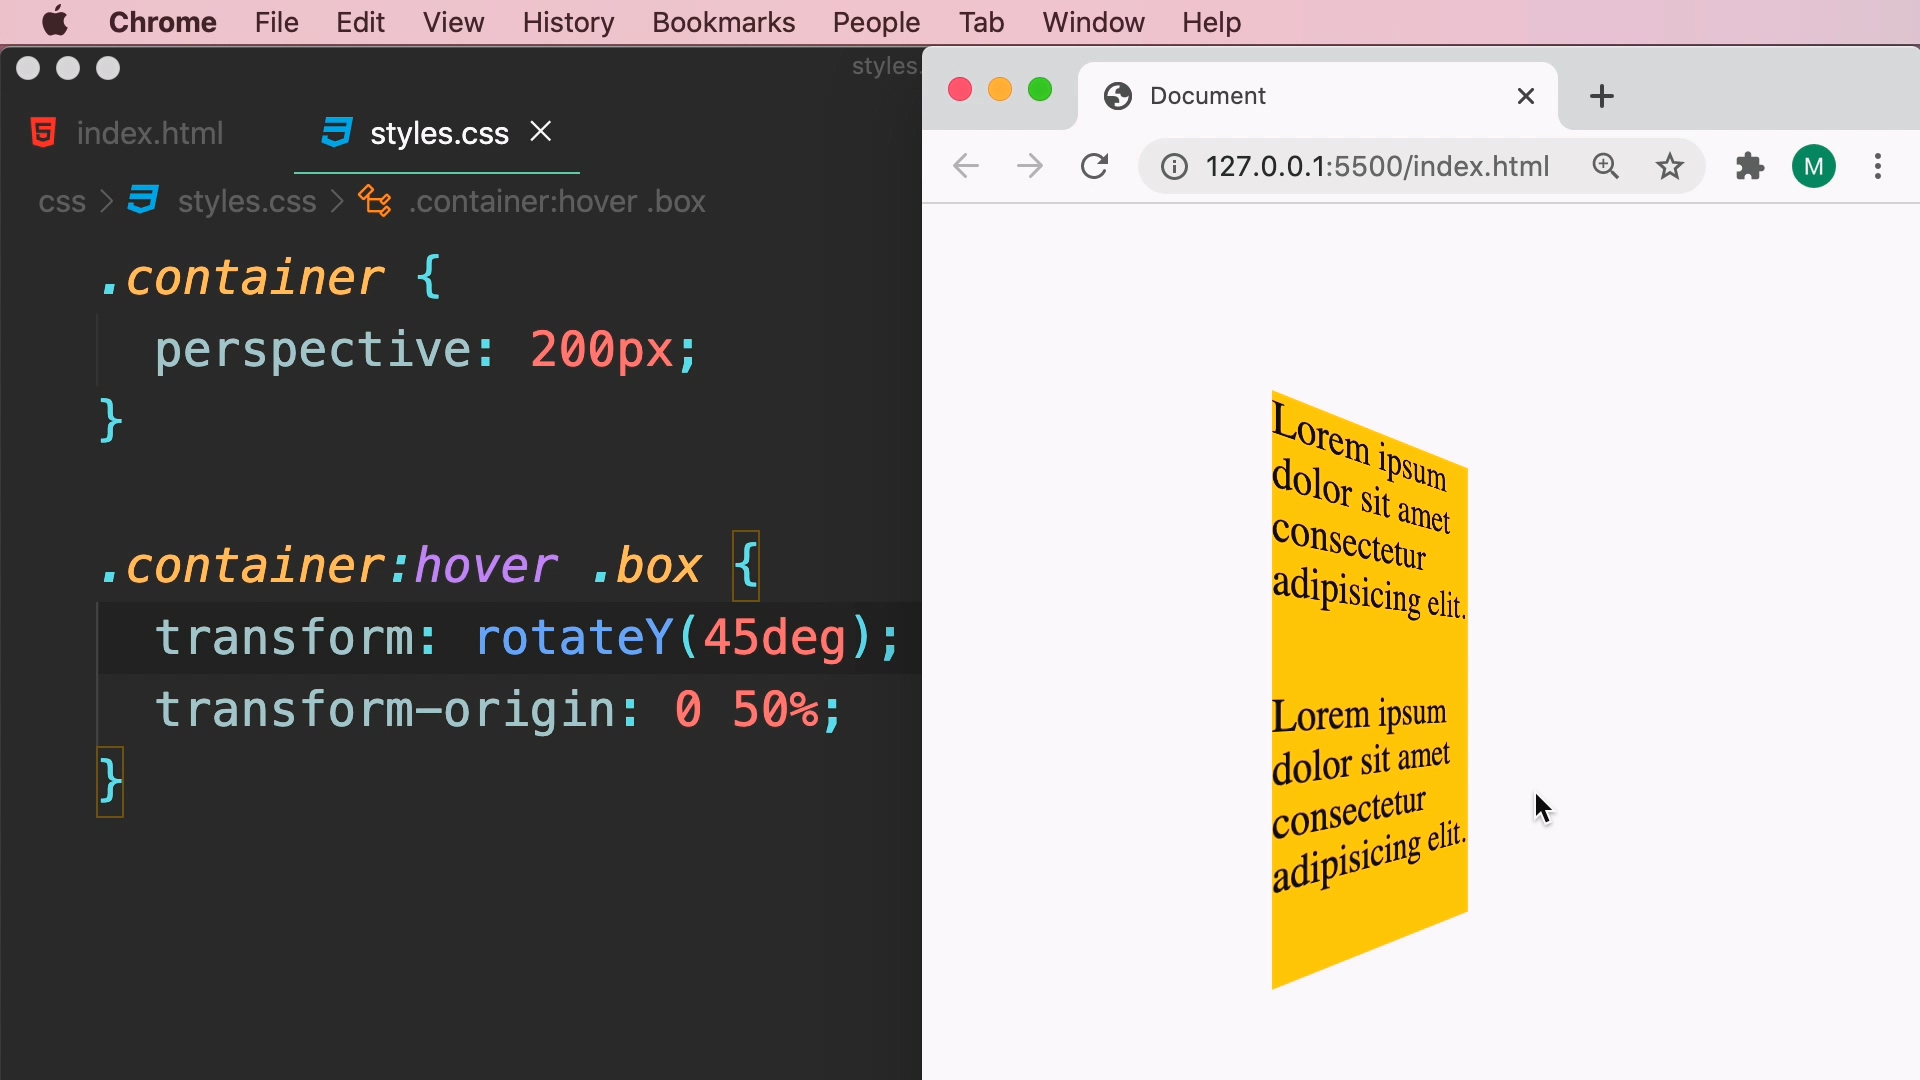 Chrome File Edit View History Bookmarks People Tab Window Help
styles.
index.html styles.css
css > styles.css > .container:hover .box
.container {
perspective: 200px;
}
.container:hover .box {
transform: rotateY(45deg);
transform-origin: 0 50%;
}
Document
127.0.0.1:5500/index.html
M
Lorem ipsum
dolor sit amet
consectetur
adipisicing elit.
Lorem ipsum
dolor sit amet
consectetur
adipisicing elit.